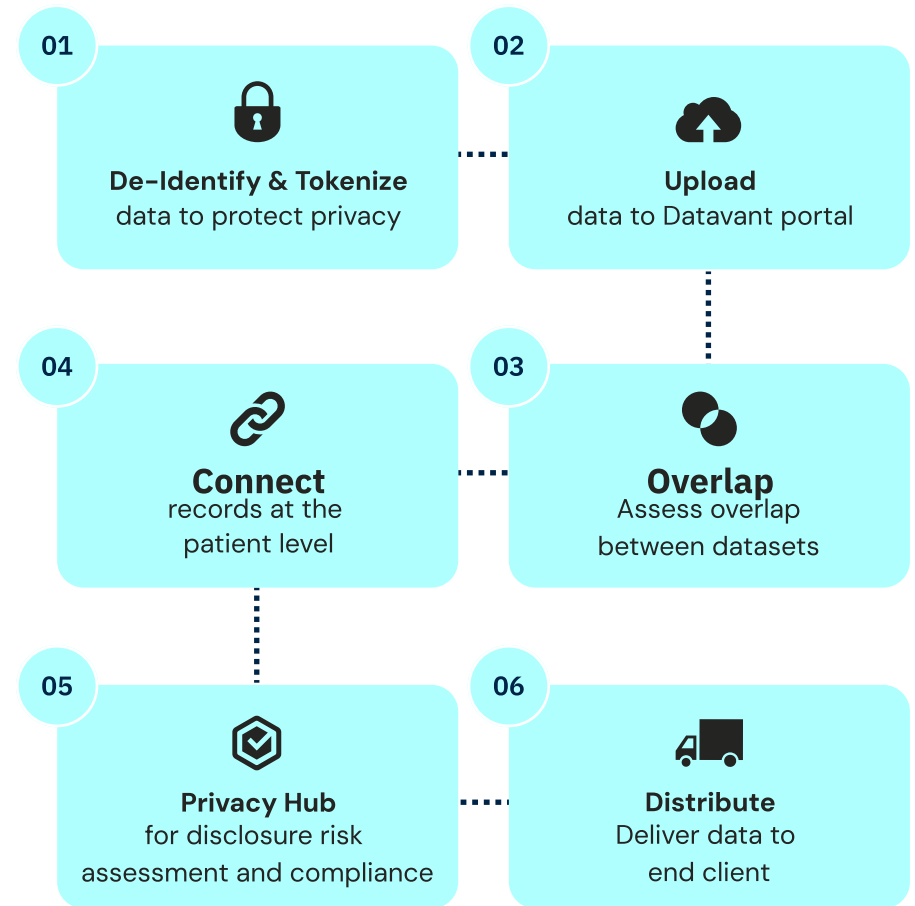 01
De-Identify & Tokenize
data to protect privacy
02
Upload
data to Datavant portal
03
Overlap
Assess overlap
between datasets
04
Connect
records at the
patient level
05
Privacy Hub
for disclosure risk
assessment and compliance
06
Distribute
Deliver data to
end client